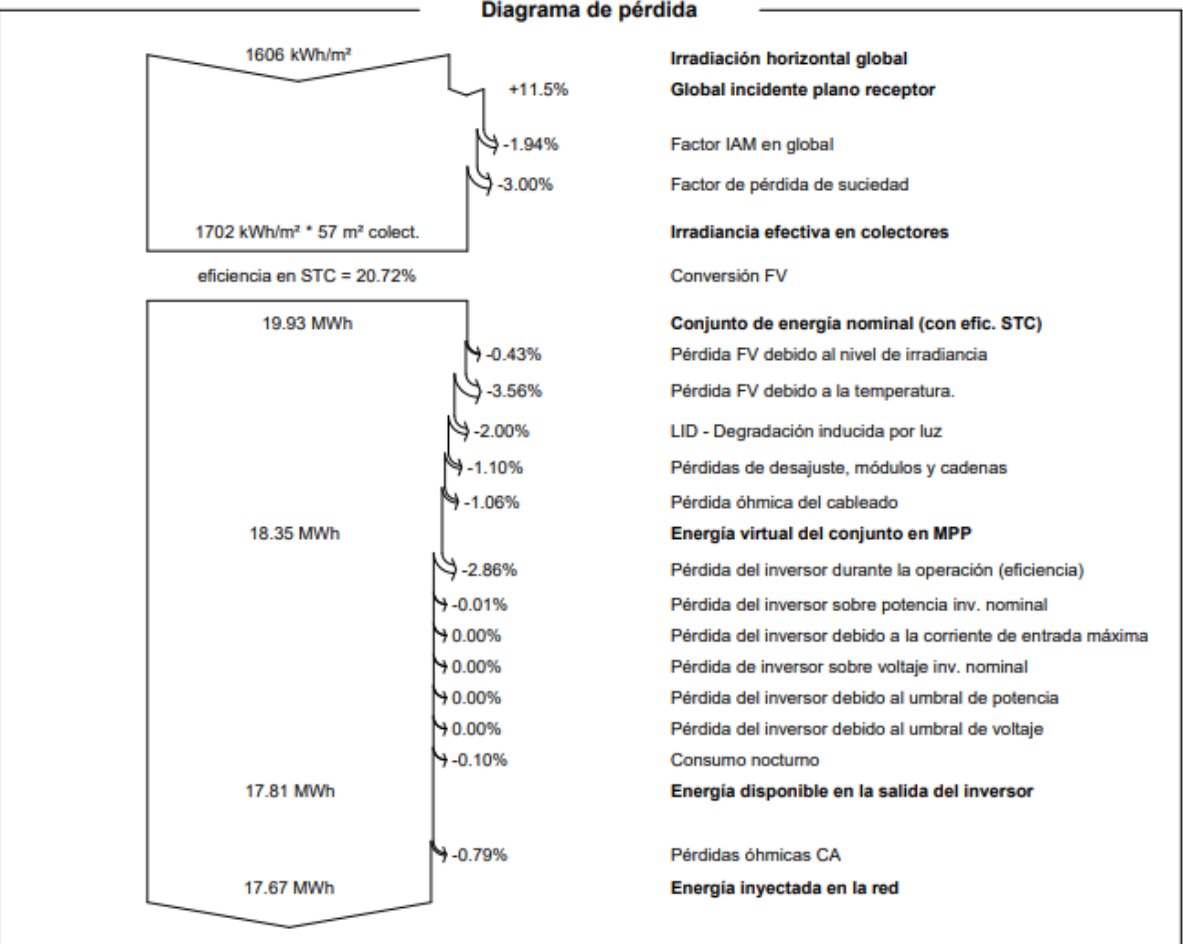 Diagrama de pérdida
1606 kWh/m² Irradiación horizontal global
+11.5% Global incidente plano receptor
-1.94% Factor IAM en global
-3.00% Factor de pérdida de suciedad
1702 kWh/m² * 57 m² colect. Irradiancia efectiva en colectores
eficiencia en STC = 20.72% Conversión FV
19.93 MWh Conjunto de energía nominal (con efic. STC)
-0.43% Pérdida FV debido al nivel de irradiancia
-3.56% Pérdida FV debido a la temperatura.
-2.00% LID - Degradación inducida por luz
-1.10% Pérdidas de desajuste, módulos y cadenas
-1.06% Pérdida óhmica del cableado
18.35 MWh Energía virtual del conjunto en MPP
-2.86% Pérdida del inversor durante la operación (eficiencia)
-0.01% Pérdida del inversor sobre potencia inv. nominal
0.00% Pérdida del inversor debido a la corriente de entrada máxima
0.00% Pérdida de inversor sobre voltaje inv. nominal
0.00% Pérdida del inversor debido al umbral de potencia
0.00% Pérdida del inversor debido al umbral de voltaje
-0.10% Consumo nocturno
17.81 MWh Energía disponible en la salida del inversor
-0.79% Pérdidas óhmicas CA
17.67 MWh Energía inyectada en la red